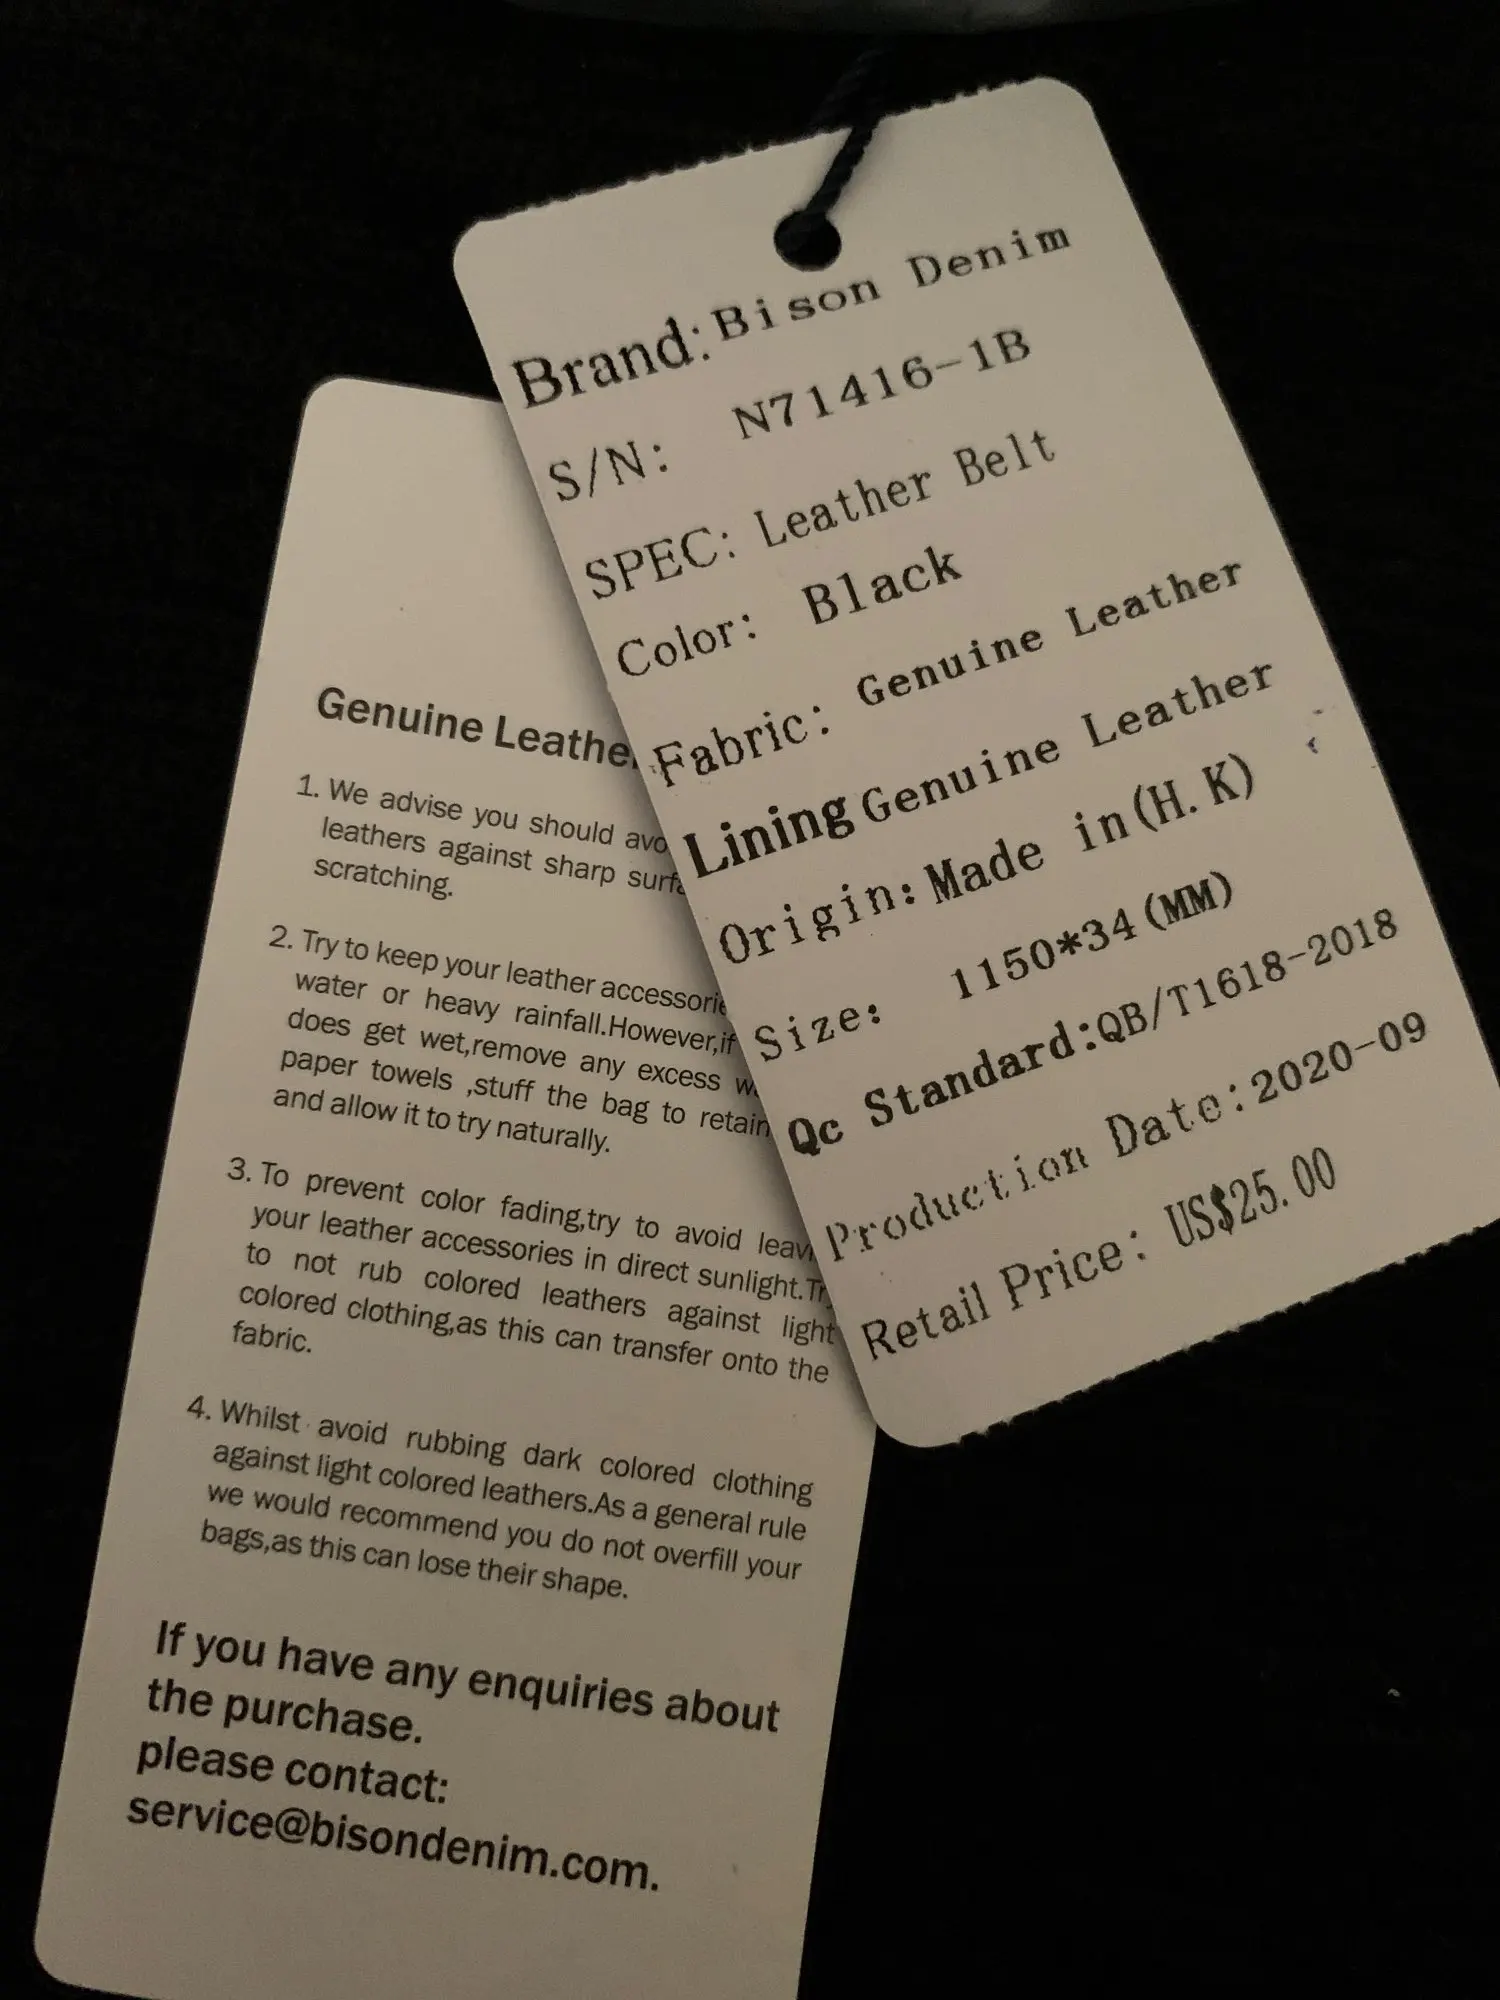 Brand:Bison Denim
S/N: N71416-1B
SPEC: Leather Belt
Color: Black
Fabric: Genuine Leather
Lining Genuine Leather
Origin:Made in(H.K)
Size: 1150*34(MM)
Qc Standard:QB/T1618-2018
Production Date:2020-09
Retail Price: US$25.00
Genuine Leather
1. We advise you should
leathers against sharp
scratching.
2. Try to keep your leather
water or heavy rainfall.However,if
does get wet,remove any excess
paper towels ,stuff the bag to retain
and allow it to try naturally.
3. To prevent color fading,try to avoid
your leather accessories in direct sunlight.Try
to not rub colored leathers against light
colored clothing,as this can transfer onto the
fabric.
4. Whilst avoid rubbing dark colored clothing
against light colored leathers.As a general rule
we would recommend you do not overfill your
bags,as this can lose their shape.
If you have any enquiries about
the purchase.
please contact:
service@bisondenim.com.